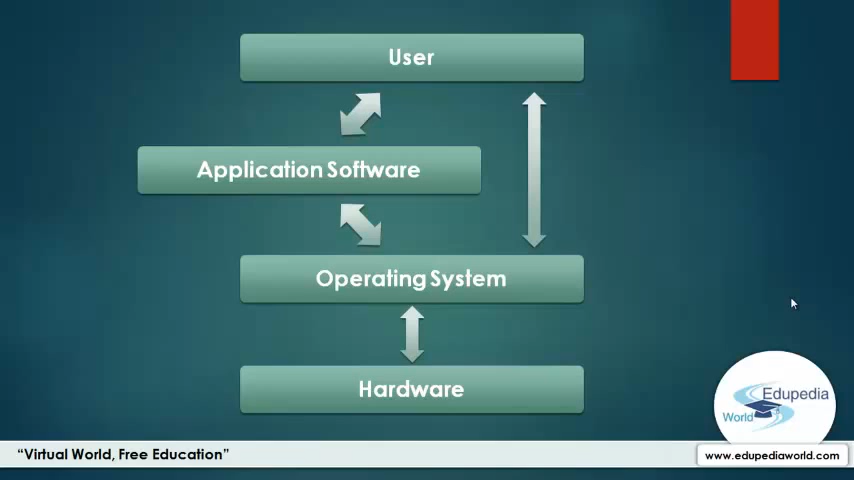 User
Application Software
Operating System
Hardware
Edupedia
World
“Virtual World, Free Education”
www.edupediaworld.com